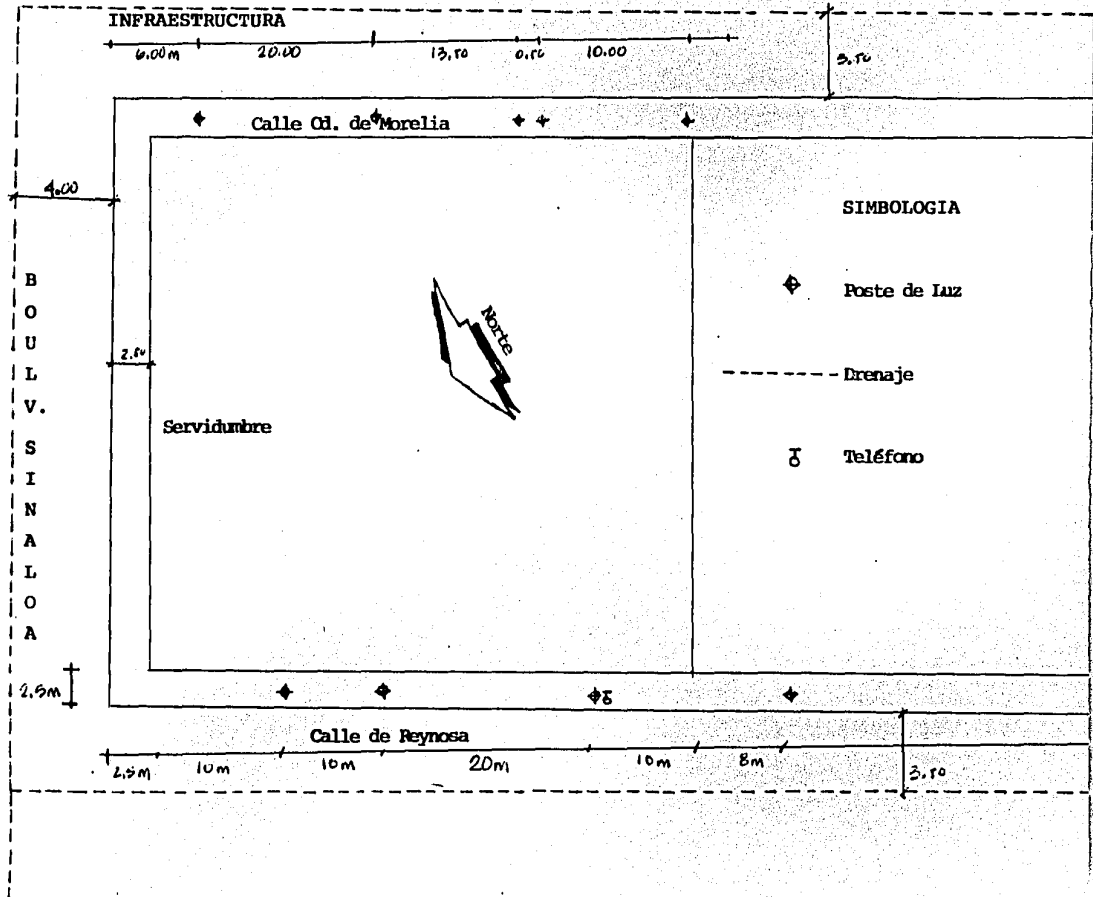 INFRAESTRUCTURA
6.00m 20.00 13,50 0.50 10.00
3.50
Calle Cd. de Morelia
4.00
SIMBOLOGIA
Poste de Luz
Norte
BOULV. SINALOA
2.50
Drenaje
Servidumbre
Teléfono
2.5m
Calle de Reynosa
2,5m 10m 10m 20m 10m 8m
3.50